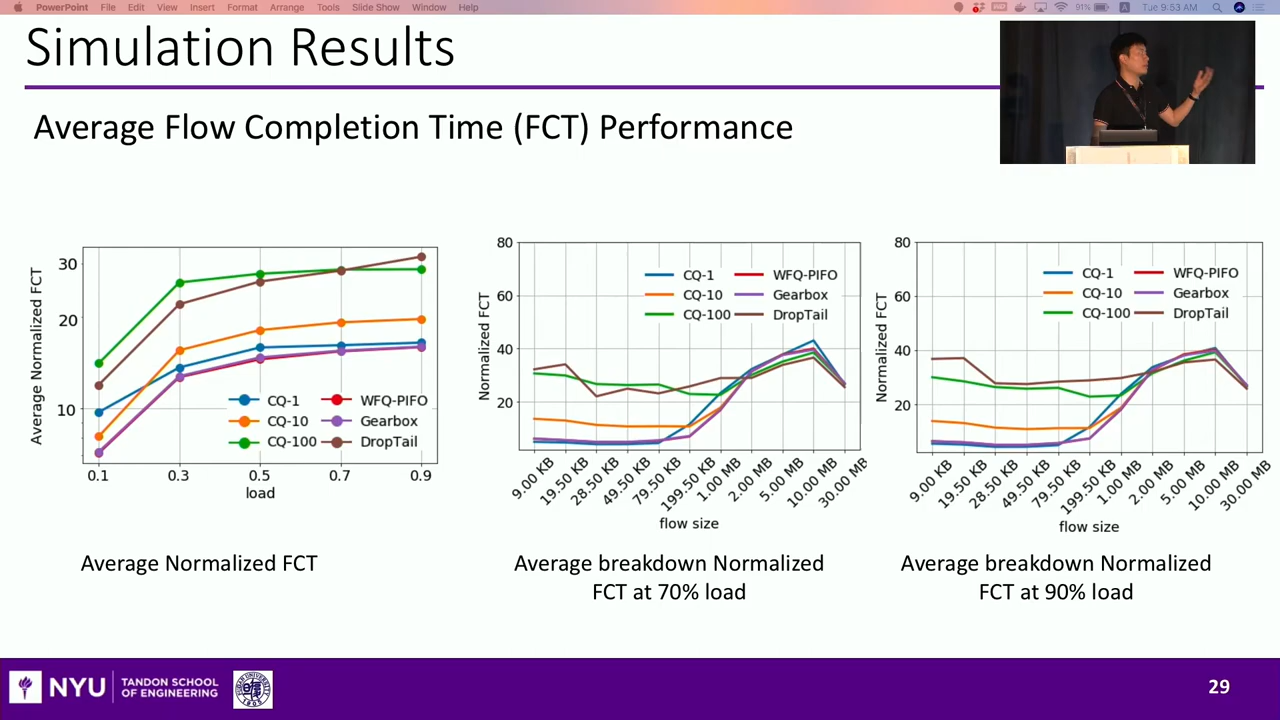 PowerPoint File Edit View Insert Format Arrange Tools Slide Show Window Help
91% Tue 9:53 AM
Simulation Results
Average Flow Completion Time (FCT) Performance
Average Normalized FCT
30
20
10
CQ-1 WFQ-PIFO
CQ-10 Gearbox
CQ-100 DropTail
0.1 0.3 0.5 0.7 0.9
load
Average Normalized FCT
Normalized FCT
80
60
40
20
CQ-1 WFQ-PIFO
CQ-10 Gearbox
CQ-100 DropTail
9.00 KB 19.50 KB 28.50 KB 49.50 KB 79.50 KB 199.50 KB 1.00 MB 2.00 MB 5.00 MB 10.00 MB 30.00 MB
flow size
Average breakdown Normalized
FCT at 70% load
Normalized FCT
80
60
40
20
CQ-1 WFQ-PIFO
CQ-10 Gearbox
CQ-100 DropTail
9.00 KB 19.50 KB 28.50 KB 49.50 KB 79.50 KB 199.50 KB 1.00 MB 2.00 MB 5.00 MB 10.00 MB 30.00 MB
flow size
Average breakdown Normalized
FCT at 90% load
NYU
TANDON SCHOOL
OF ENGINEERING
29